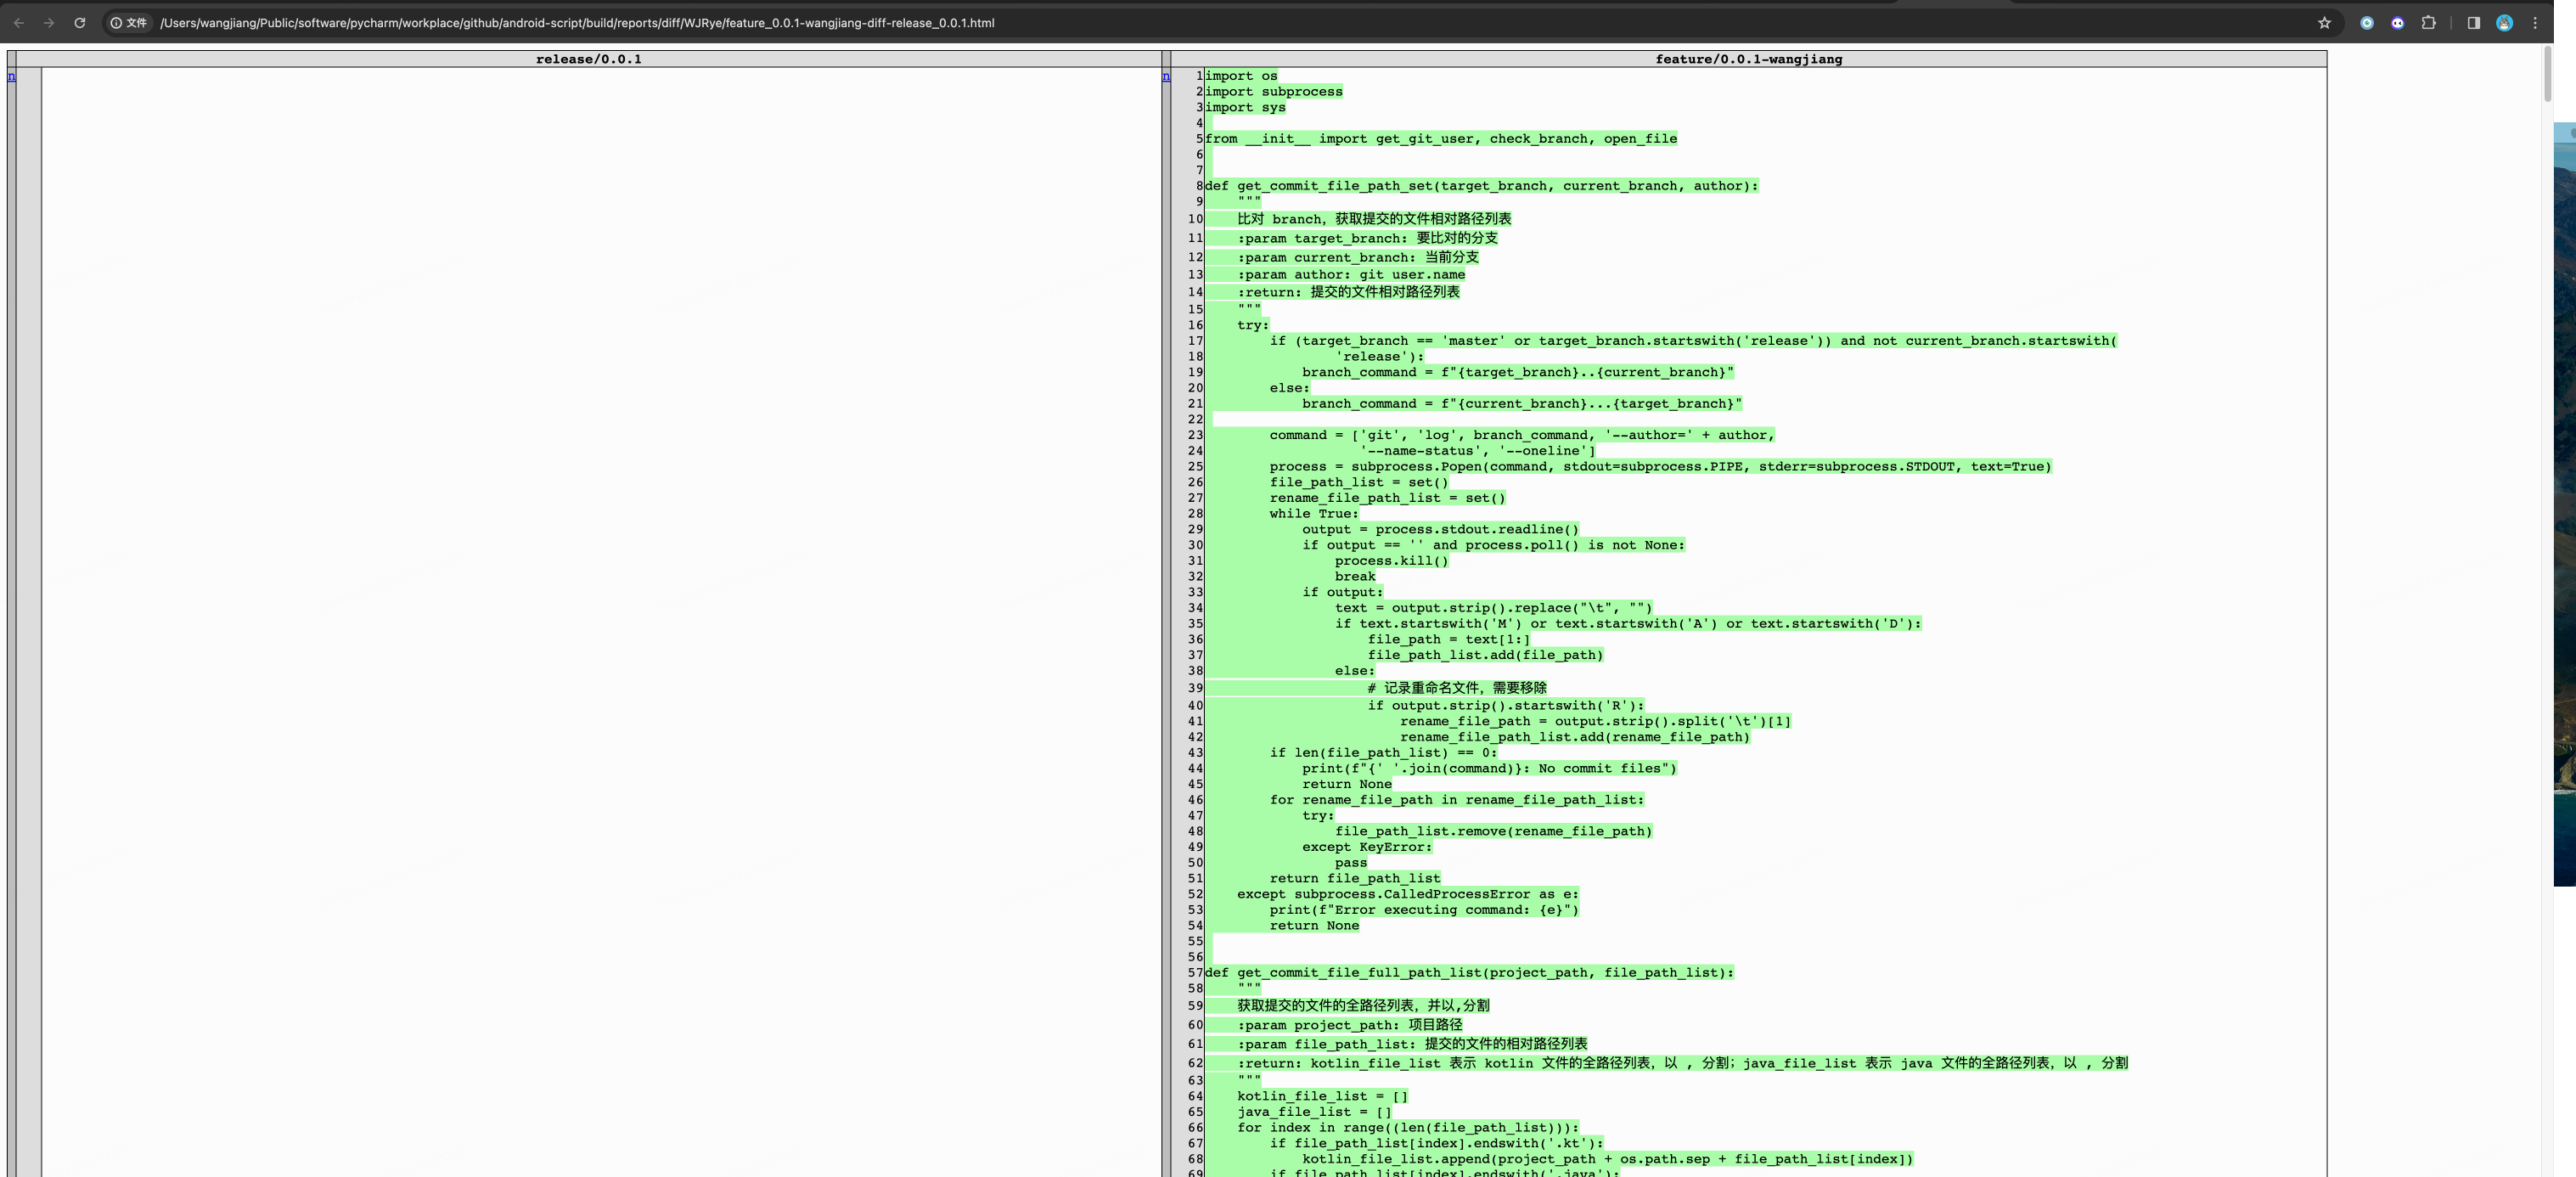 文件 /Users/wangjiang/Public/software/pycharm/workplace/github/android-script/build/reports/diff/WJRye/feature_0.0.1-wangjiang-diff-release_0.0.1.html
release/0.0.1 feature/0.0.1-wangjiang
n n 1 import os
2 import subprocess
3 import sys
4
5 from __init__ import get_git_user, check_branch, open_file
6
7
8 def get_commit_file_path_set(target_branch, current_branch, author):
9     """
10     比对 branch，获取提交的文件相对路径列表
11     :param target_branch: 要比对的分支
12     :param current_branch: 当前分支
13     :param author: git user.name
14     :return: 提交的文件相对路径列表
15     """
16     try:
17         if (target_branch == 'master' or target_branch.startswith('release')) and not current_branch.startswith(
18                 'release'):
19             branch_command = f"{target_branch}..{current_branch}"
20         else:
21             branch_command = f"{current_branch}...{target_branch}"
22
23         command = ['git', 'log', branch_command, '--author=' + author,
24                    '--name-status', '--oneline']
25         process = subprocess.Popen(command, stdout=subprocess.PIPE, stderr=subprocess.STDOUT, text=True)
26         file_path_list = set()
27         rename_file_path_list = set()
28         while True:
29             output = process.stdout.readline()
30             if output == '' and process.poll() is not None:
31                 process.kill()
32                 break
33             if output:
34                 text = output.strip().replace("\t", "")
35                 if text.startswith('M') or text.startswith('A') or text.startswith('D'):
36                     file_path = text[1:]
37                     file_path_list.add(file_path)
38                 else:
39                     # 记录重命名文件，需要移除
40                     if output.strip().startswith('R'):
41                         rename_file_path = output.strip().split('\t')[1]
42                         rename_file_path_list.add(rename_file_path)
43         if len(file_path_list) == 0:
44             print(f"{' '.join(command)}: No commit files")
45             return None
46         for rename_file_path in rename_file_path_list:
47             try:
48                 file_path_list.remove(rename_file_path)
49             except KeyError:
50                 pass
51         return file_path_list
52     except subprocess.CalledProcessError as e:
53         print(f"Error executing command: {e}")
54         return None
55
56
57 def get_commit_file_full_path_list(project_path, file_path_list):
58     """
59     获取提交的文件的全路径列表，并以,分割
60     :param project_path: 项目路径
61     :param file_path_list: 提交的文件的相对路径列表
62     :return: kotlin_file_list 表示 kotlin 文件的全路径列表，以 , 分割；java_file_list 表示 java 文件的全路径列表，以 , 分割
63     """
64     kotlin_file_list = []
65     java_file_list = []
66     for index in range((len(file_path_list))):
67         if file_path_list[index].endswith('.kt'):
68             kotlin_file_list.append(project_path + os.path.sep + file_path_list[index])
69         if file_path_list[index].endswith('.java'):